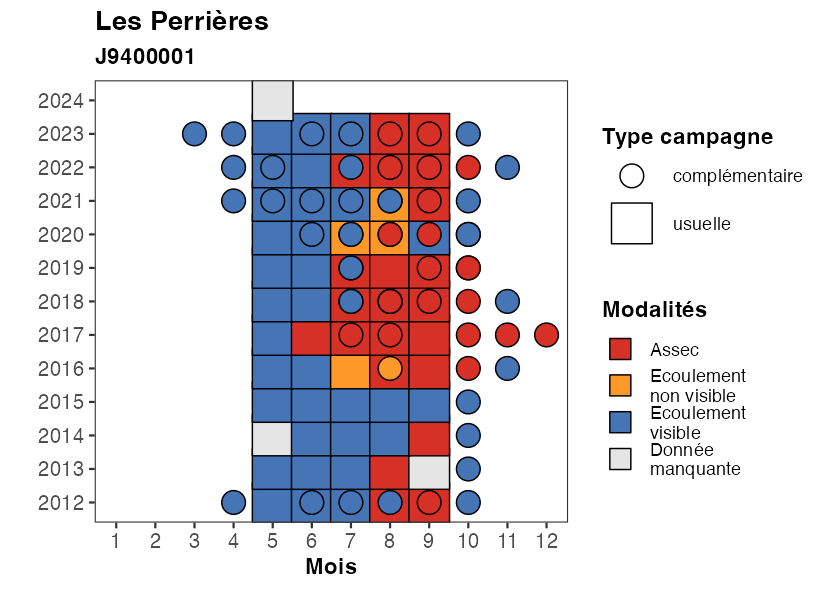 Les Perrières
J9400001
2024
2023
2022
2021
2020
2019
2018
2017
2016
2015
2014
2013
2012
1 2 3 4 5 6 7 8 9 10 11 12
Mois
Type campagne
complémentaire
usuelle
Modalités
Assec
Ecoulement
non visible
Ecoulement
visible
Donnée
manquante